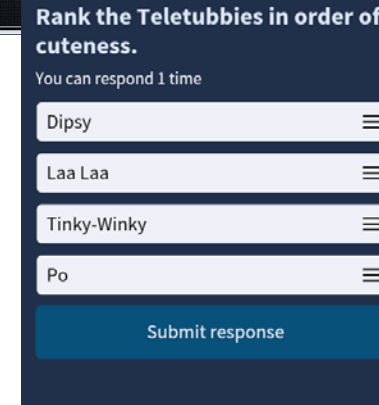 Rank the Teletubbies in order of
cuteness.
You can respond 1 time
Dipsy
Laa Laa
Tinky-Winky
Po
Submit response